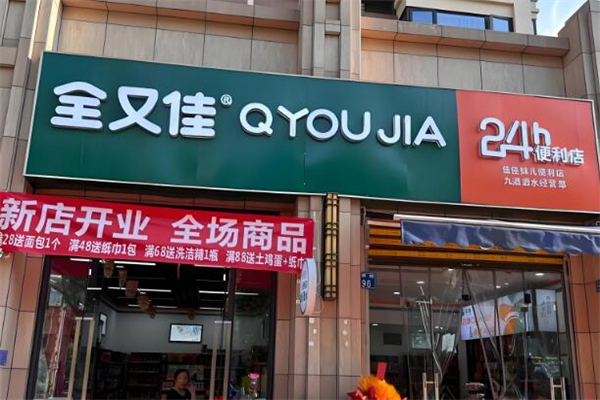 全又佳® QYOUJIA
24h便利店
佳佳妹儿便利店
九道泗水经营部
新店开业 全场商品
28送面包1个 满48送纸巾1包 满68送洗洁精1瓶 满88送土鸡蛋+纸巾
96